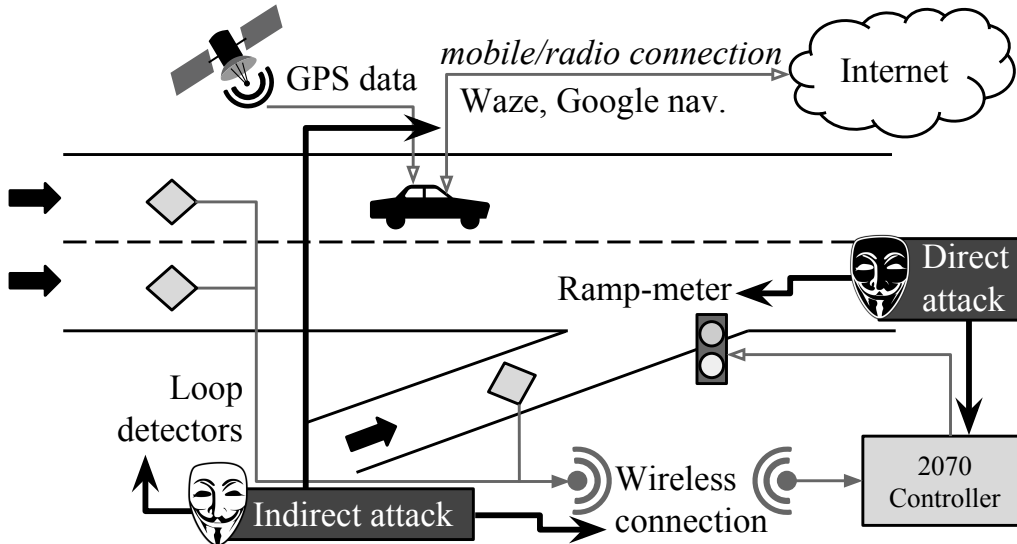 mobile/radio connection
Internet
GPS data
Waze, Google nav.
Direct
attack
Ramp-meter
Loop
detectors
2070
Controller
Wireless
connection
Indirect attack